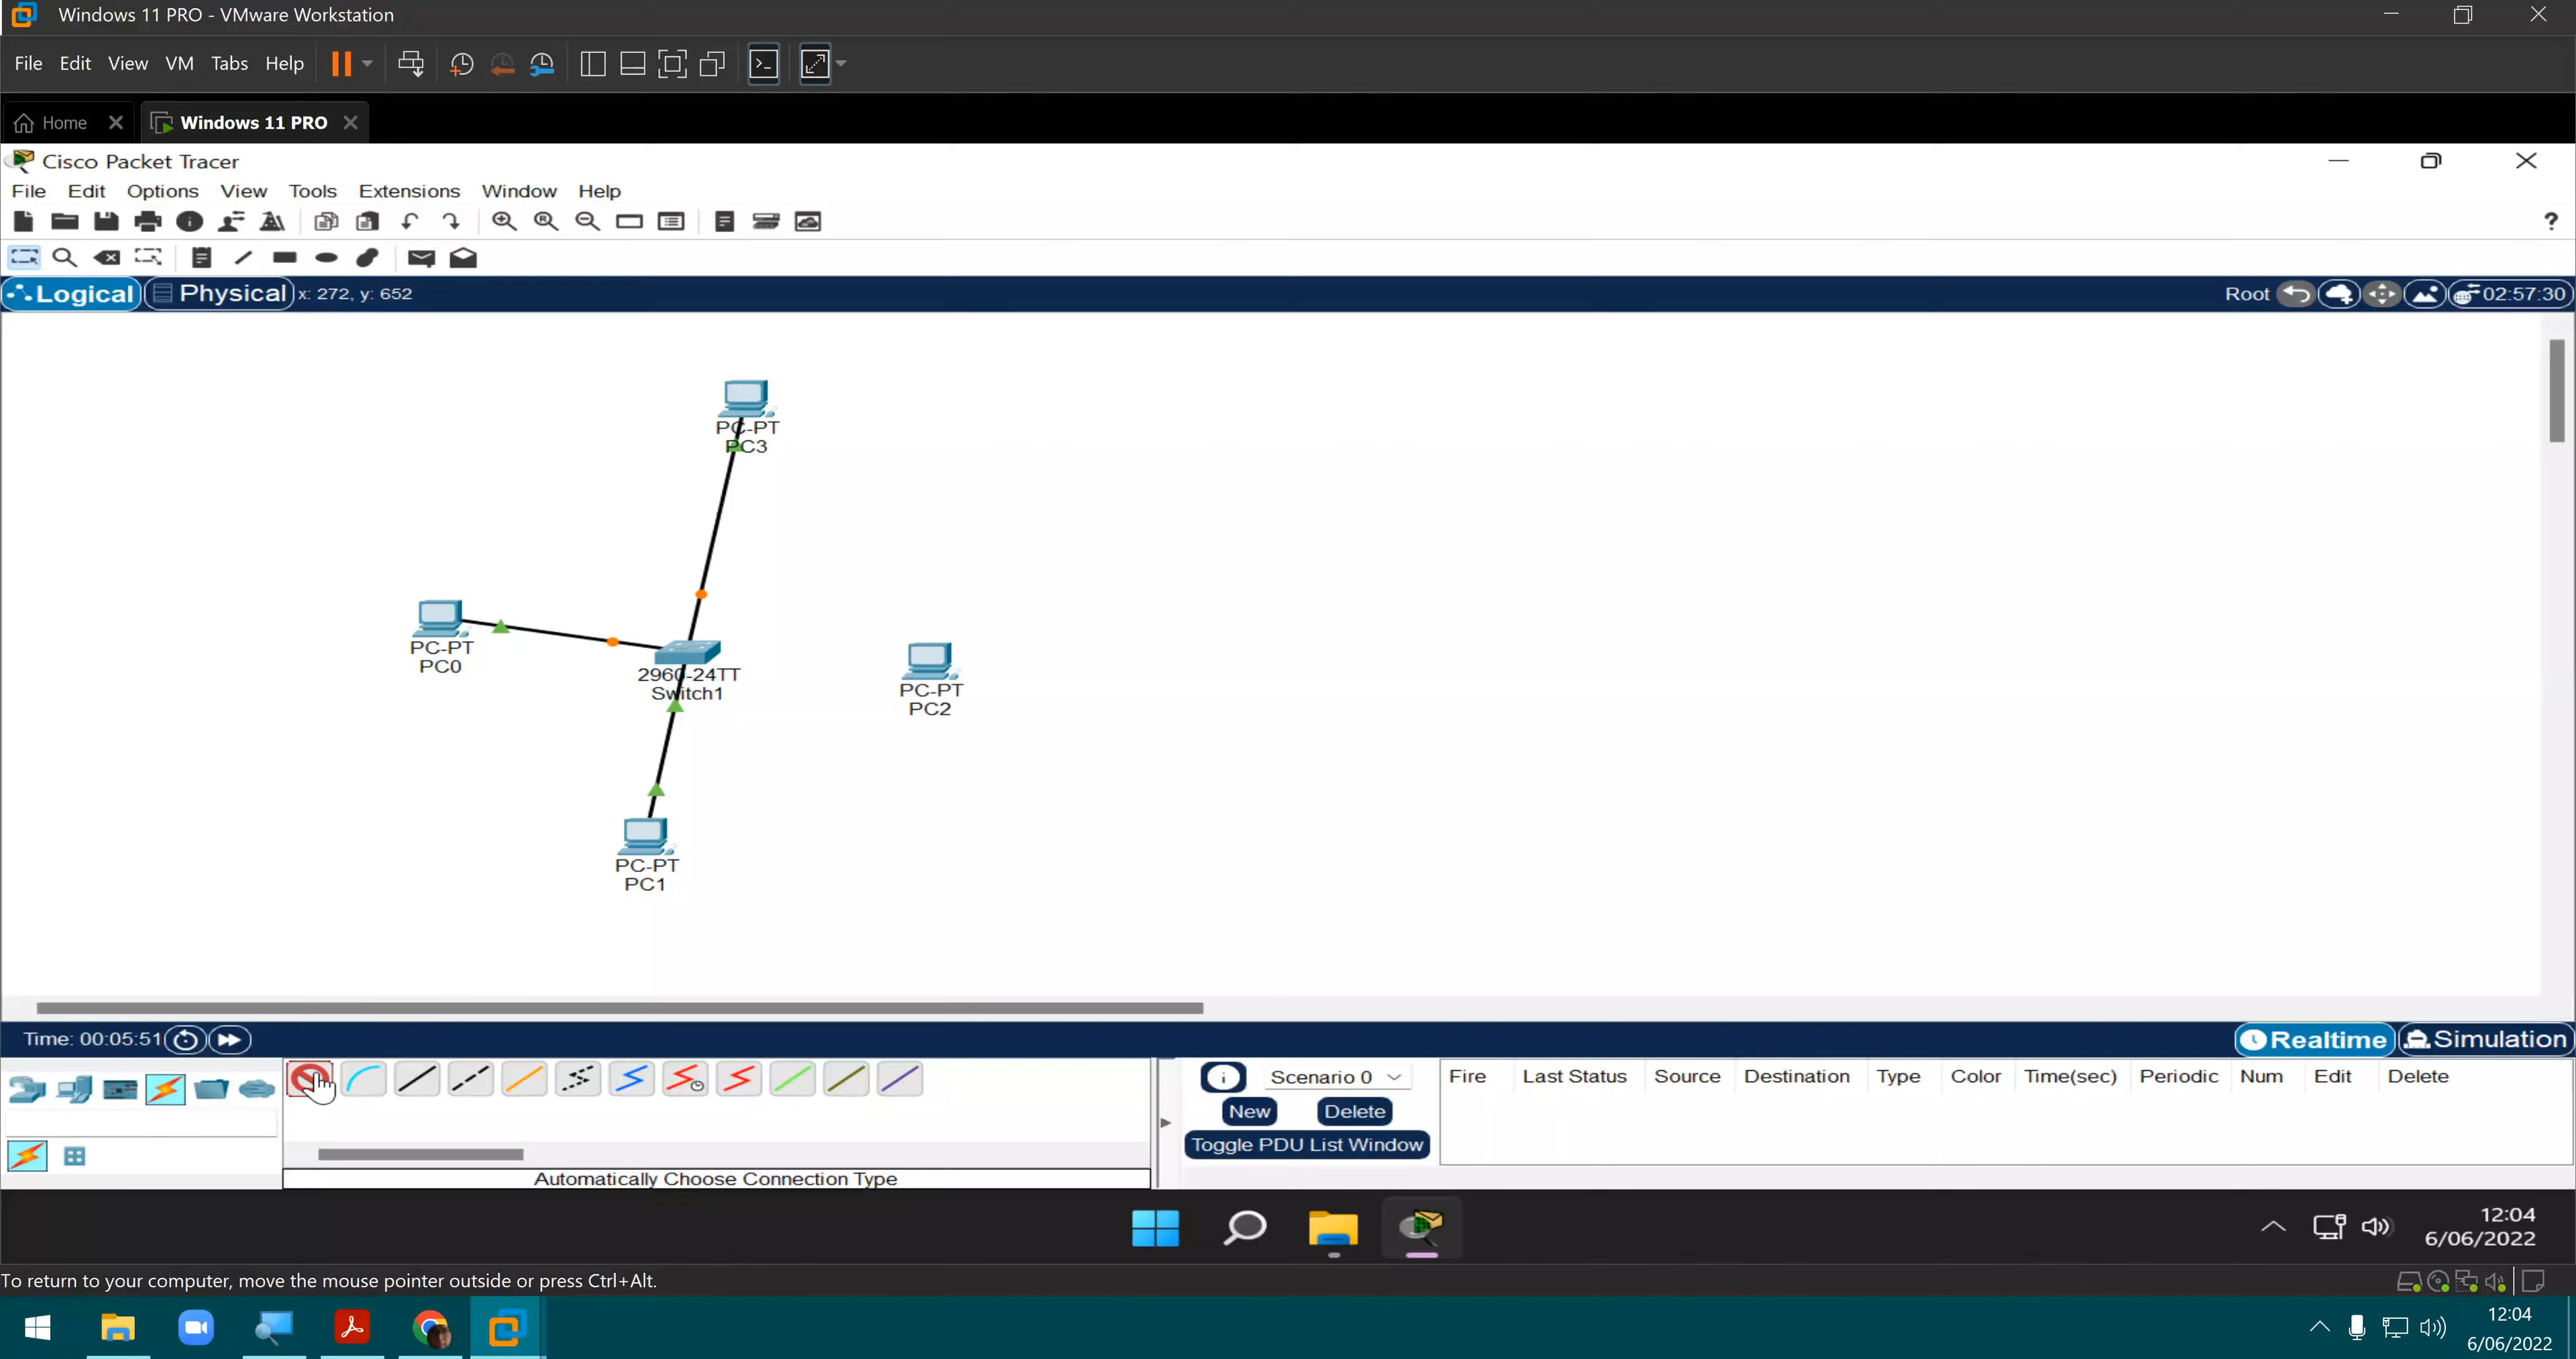 Windows 11 PRO - VMware Workstation
File Edit View VM Tabs Help
Home Windows 11 PRO
Cisco Packet Tracer
File Edit Options View Tools Extensions Window Help
?
Logical Physical x: 272, y: 652 Root 02:57:30
PC-PT
PC3
PC-PT
PC0
2960-24TT
Switch1
PC-PT
PC2
PC-PT
PC1
Time: 00:05:51 Realtime Simulation
Scenario 0 Fire Last Status Source Destination Type Color Time(sec) Periodic Num Edit Delete
New Delete
Toggle PDU List Window
Automatically Choose Connection Type
12:04
6/06/2022
To return to your computer, move the mouse pointer outside or press Ctrl+Alt.
12:04
6/06/2022